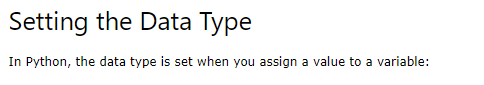 Setting the Data Type
In Python, the data type is set when you assign a value to a variable: